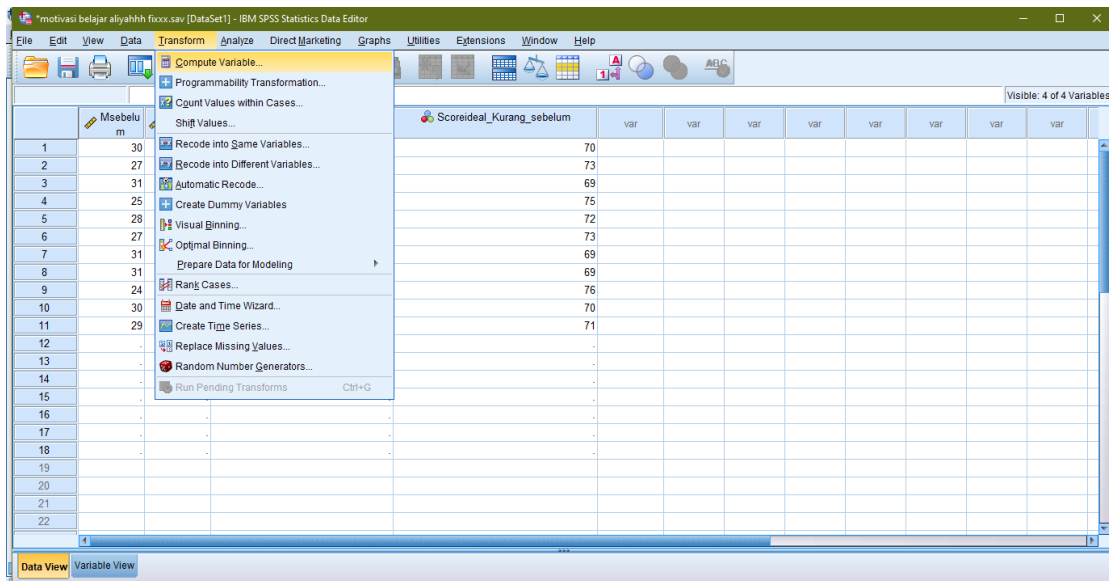 *motivasi belajar aliyahhh fixxx.sav [DataSet1] - IBM SPSS Statistics Data Editor
File Edit View Data Transform Analyze Direct Marketing Graphs Utilities Extensions Window Help
Visible: 4 of 4 Variables
Compute Variable...
Programmability Transformation...
Count Values within Cases...
Shift Values...
Recode into Same Variables...
Recode into Different Variables...
Automatic Recode...
Create Dummy Variables
Visual Binning...
Optimal Binning...
Prepare Data for Modeling
Rank Cases...
Date and Time Wizard...
Create Time Series...
Replace Missing Values...
Random Number Generators...
Run Pending Transforms Ctrl+G
Msebelu
m
Scoreideal_Kurang_sebelum var var var var var var var var
1 30 70
2 27 73
3 31 69
4 25 75
5 28 72
6 27 73
7 31 69
8 31 69
9 24 76
10 30 70
11 29 71
12 . .
13 . . . .
14 . . . .
15 . . . .
16 . . . .
17 . . . .
18 . . . .
19
20
21
22
Data View Variable View